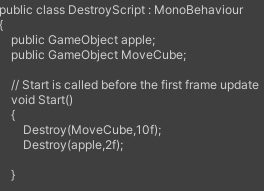 public class DestroyScript : MonoBehaviour
{
public GameObject apple;
public GameObject MoveCube;
// Start is called before the first frame update
void Start()
{
Destroy(MoveCube,10f);
Destroy(apple,2f);
}